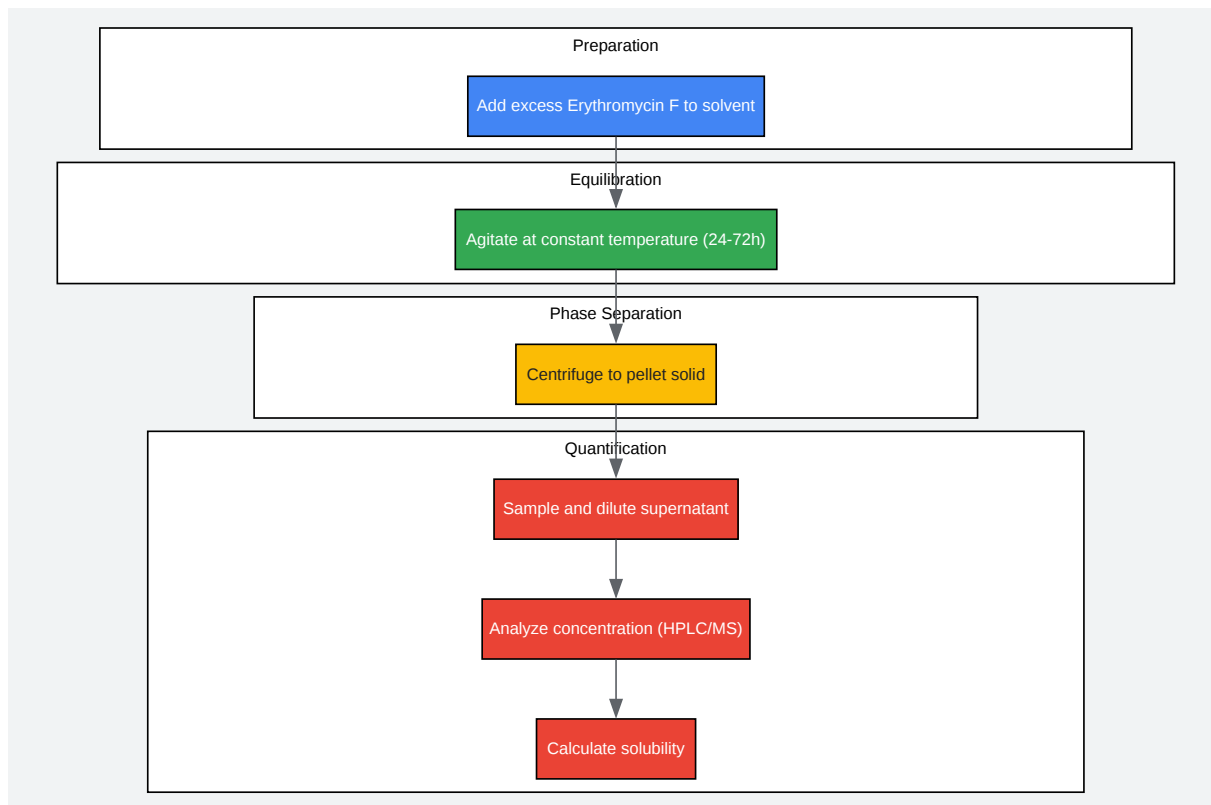 Preparation
Add excess Erythromycin F to solvent
Equilibration
Agitate at constant temperature (24-72h)
Phase Separation
Centrifuge to pellet solid
Quantification
Sample and dilute supernatant
Analyze concentration (HPLC/MS)
Calculate solubility